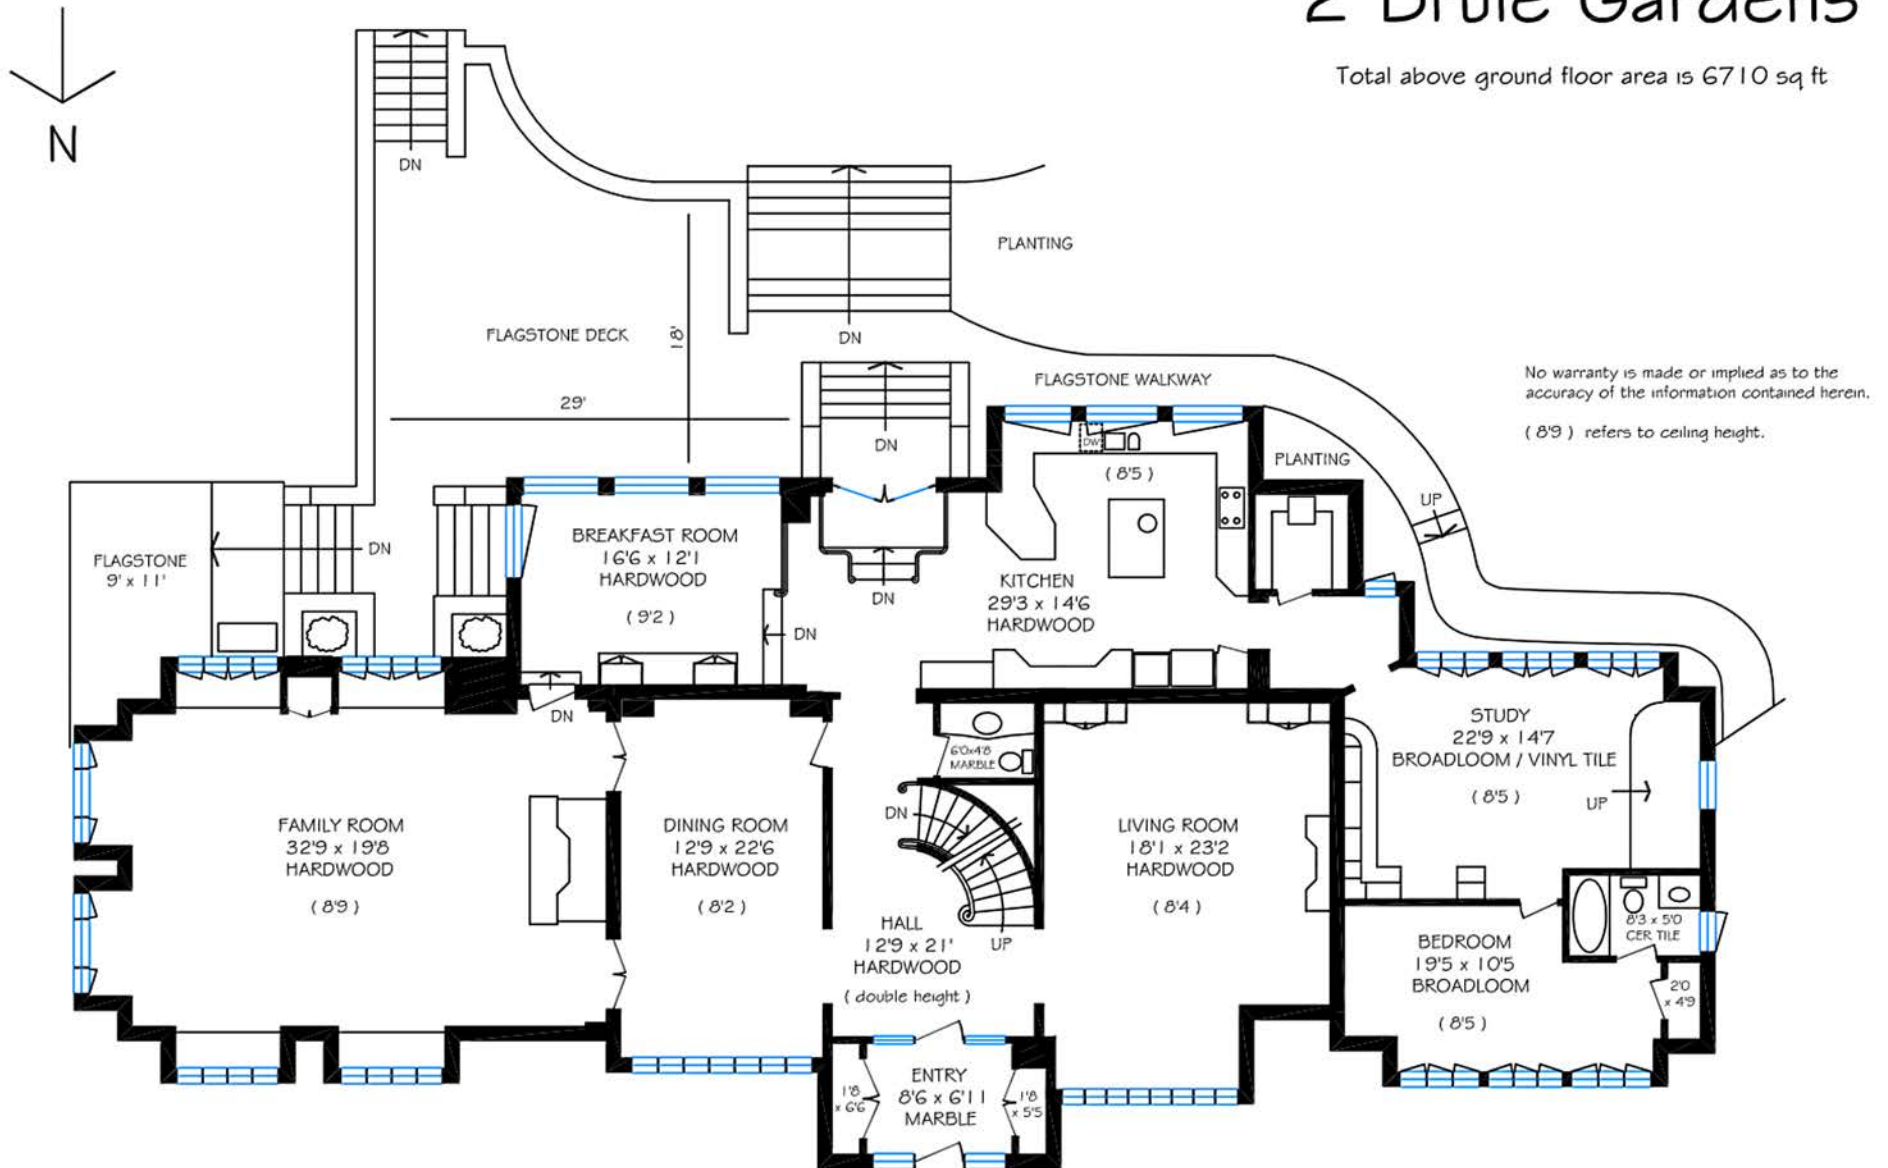 2 Drule Gardens
Total above ground floor area is 6710 sq ft
N
DN
PLANTING
FLAGSTONE DECK
18'
DN
29'
FLAGSTONE WALKWAY
No warranty is made or implied as to the
accuracy of the information contained herein.
( 8'9 ) refers to ceiling height.
DN
DW
( 8'5 )
PLANTING
UP
FLAGSTONE
9' x 11'
DN
BREAKFAST ROOM
16'6 x 12'1
HARDWOOD
( 9'2 )
DN
DN
KITCHEN
29'3 x 14'6
HARDWOOD
DN
6'0x4'8
MARBLE
STUDY
22'9 x 14'7
BROADLOOM / VINYL TILE
( 8'5 )
UP
FAMILY ROOM
32'9 x 19'8
HARDWOOD
( 8'9 )
DINING ROOM
12'9 x 22'6
HARDWOOD
( 8'2 )
DN
UP
HALL
12'9 x 21'
HARDWOOD
( double height )
LIVING ROOM
18'1 x 23'2
HARDWOOD
( 8'4 )
8'3 x 5'0
CER TILE
BEDROOM
19'5 x 10'5
BROADLOOM
( 8'5 )
2'0
x 4'9
1'8
x 6'6
ENTRY
8'6 x 6'11
MARBLE
1'8
x 5'5